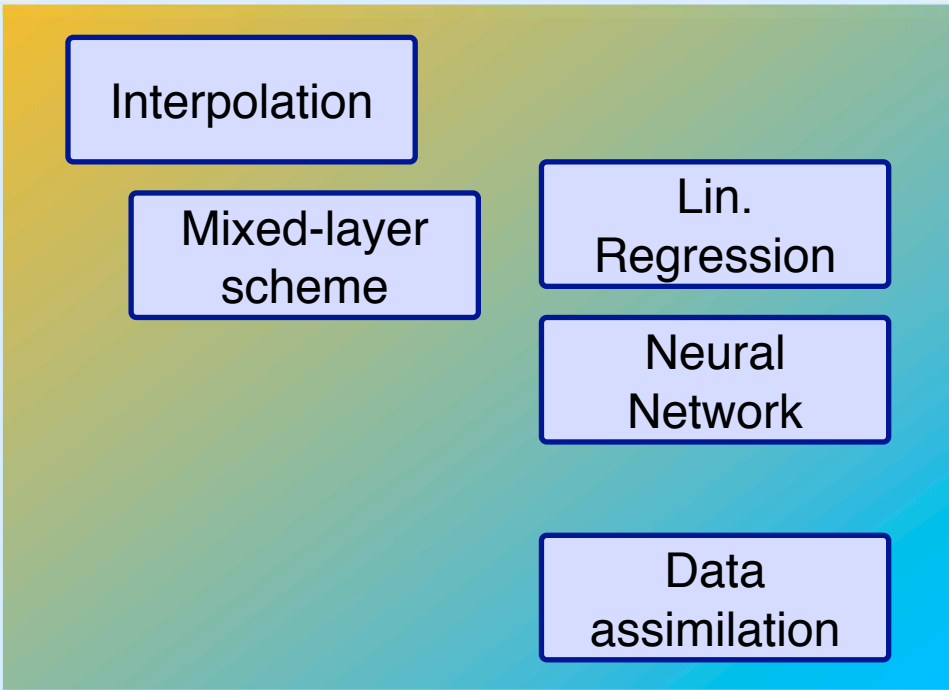 Interpolation
Mixed-layer
scheme
Lin.
Regression
Neural
Network
Data
assimilation